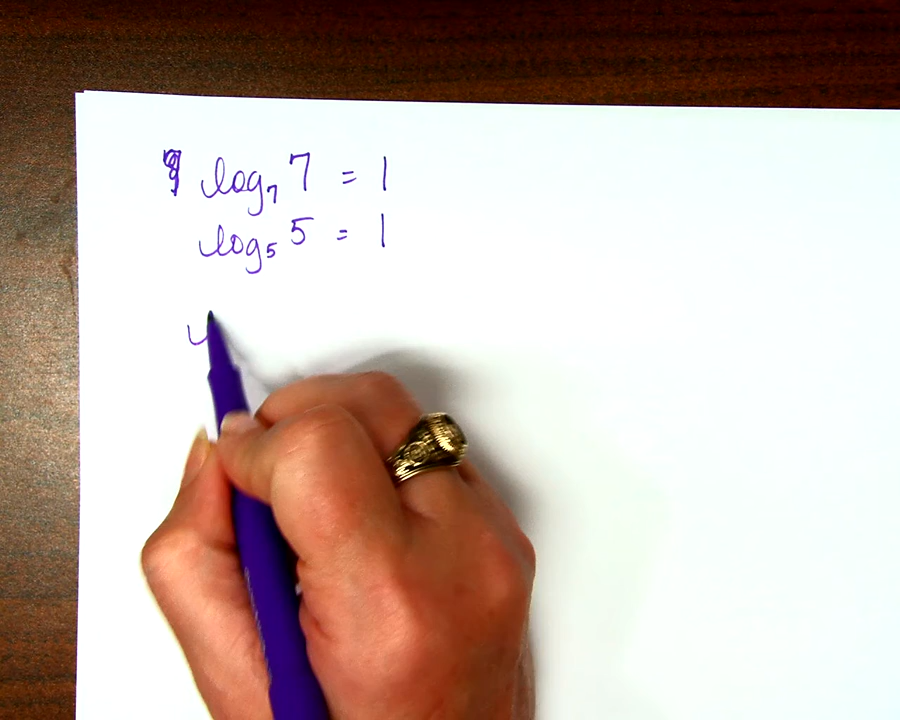 log₇ 7 = 1
log₅ 5 = 1